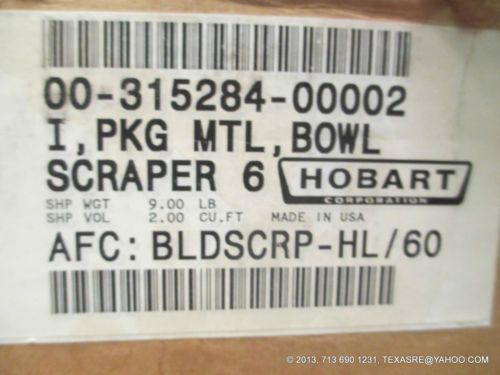 00-315284-00002
I,PKG MTL,BOWL
SCRAPER 6 HOBART
CORPORATION
SHP WGT 9.00 LB
SHP VOL 2.00 CU.FT MADE IN USA
AFC: BLDSCRP-HL/60
© 2013, 713 690 1231, TEXASRE@YAHOO.COM